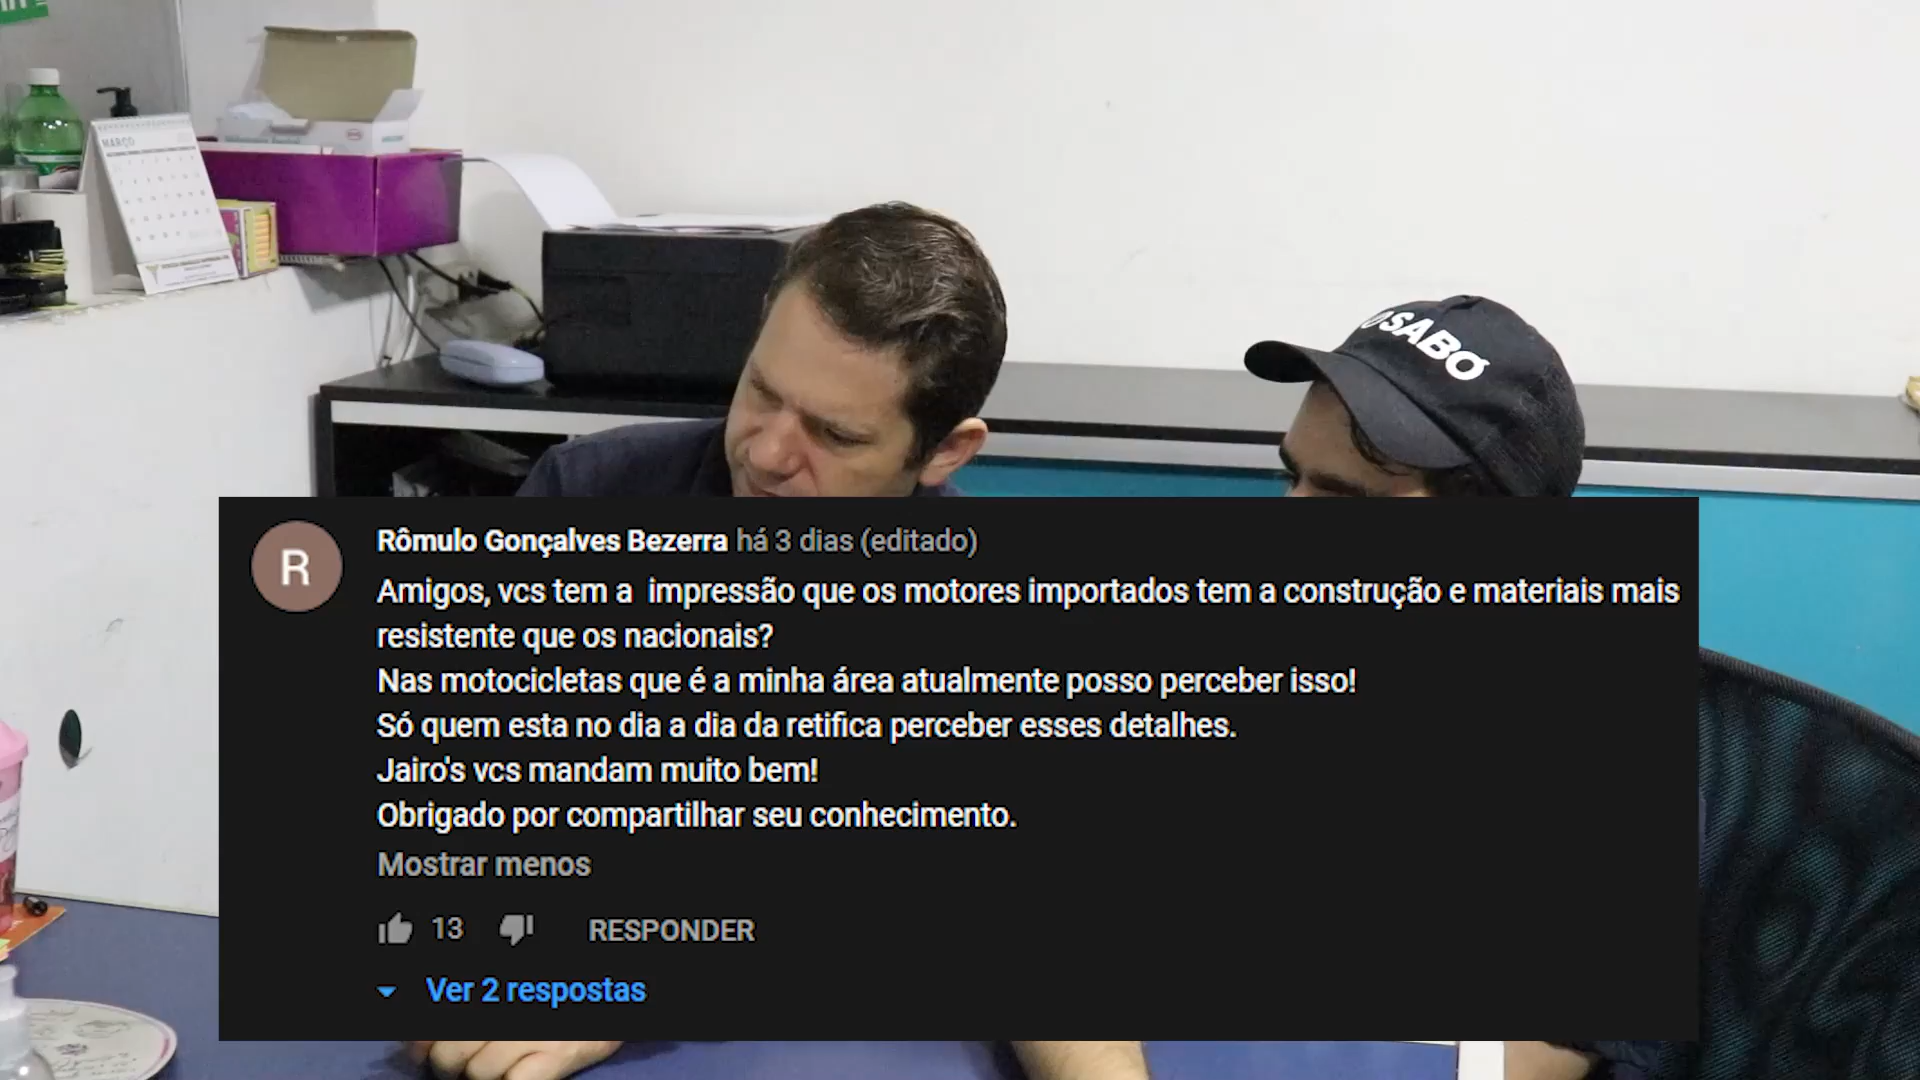 MARÇO
SABÓ
R
Rômulo Gonçalves Bezerra há 3 dias (editado)
Amigos, vcs tem a  impressão que os motores importados tem a construção e materiais mais
resistente que os nacionais?
Nas motocicletas que é a minha área atualmente posso perceber isso!
Só quem esta no dia a dia da retifica perceber esses detalhes.
Jairo's vcs mandam muito bem!
Obrigado por compartilhar seu conhecimento.
Mostrar menos
13
RESPONDER
Ver 2 respostas